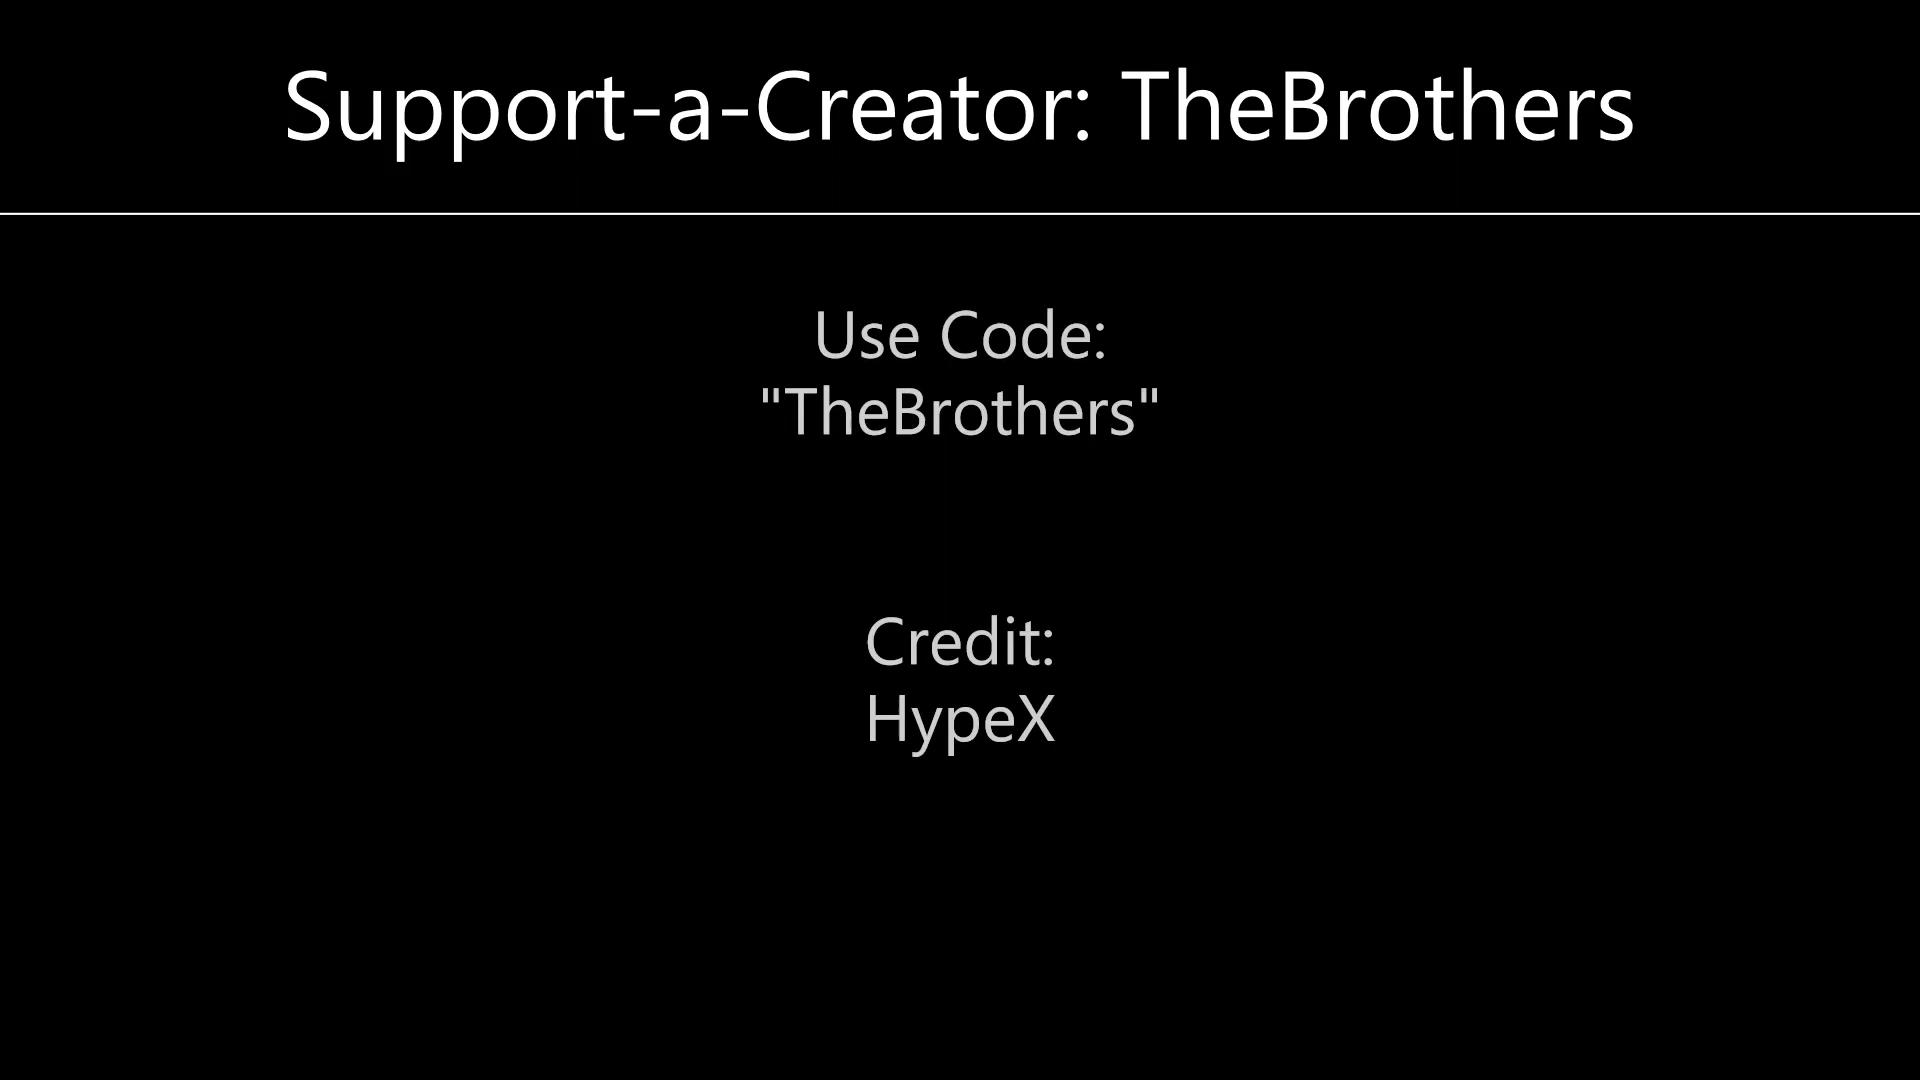 Support-a-Creator: TheBrothers
Use Code:
"TheBrothers"
Credit:
HypeX